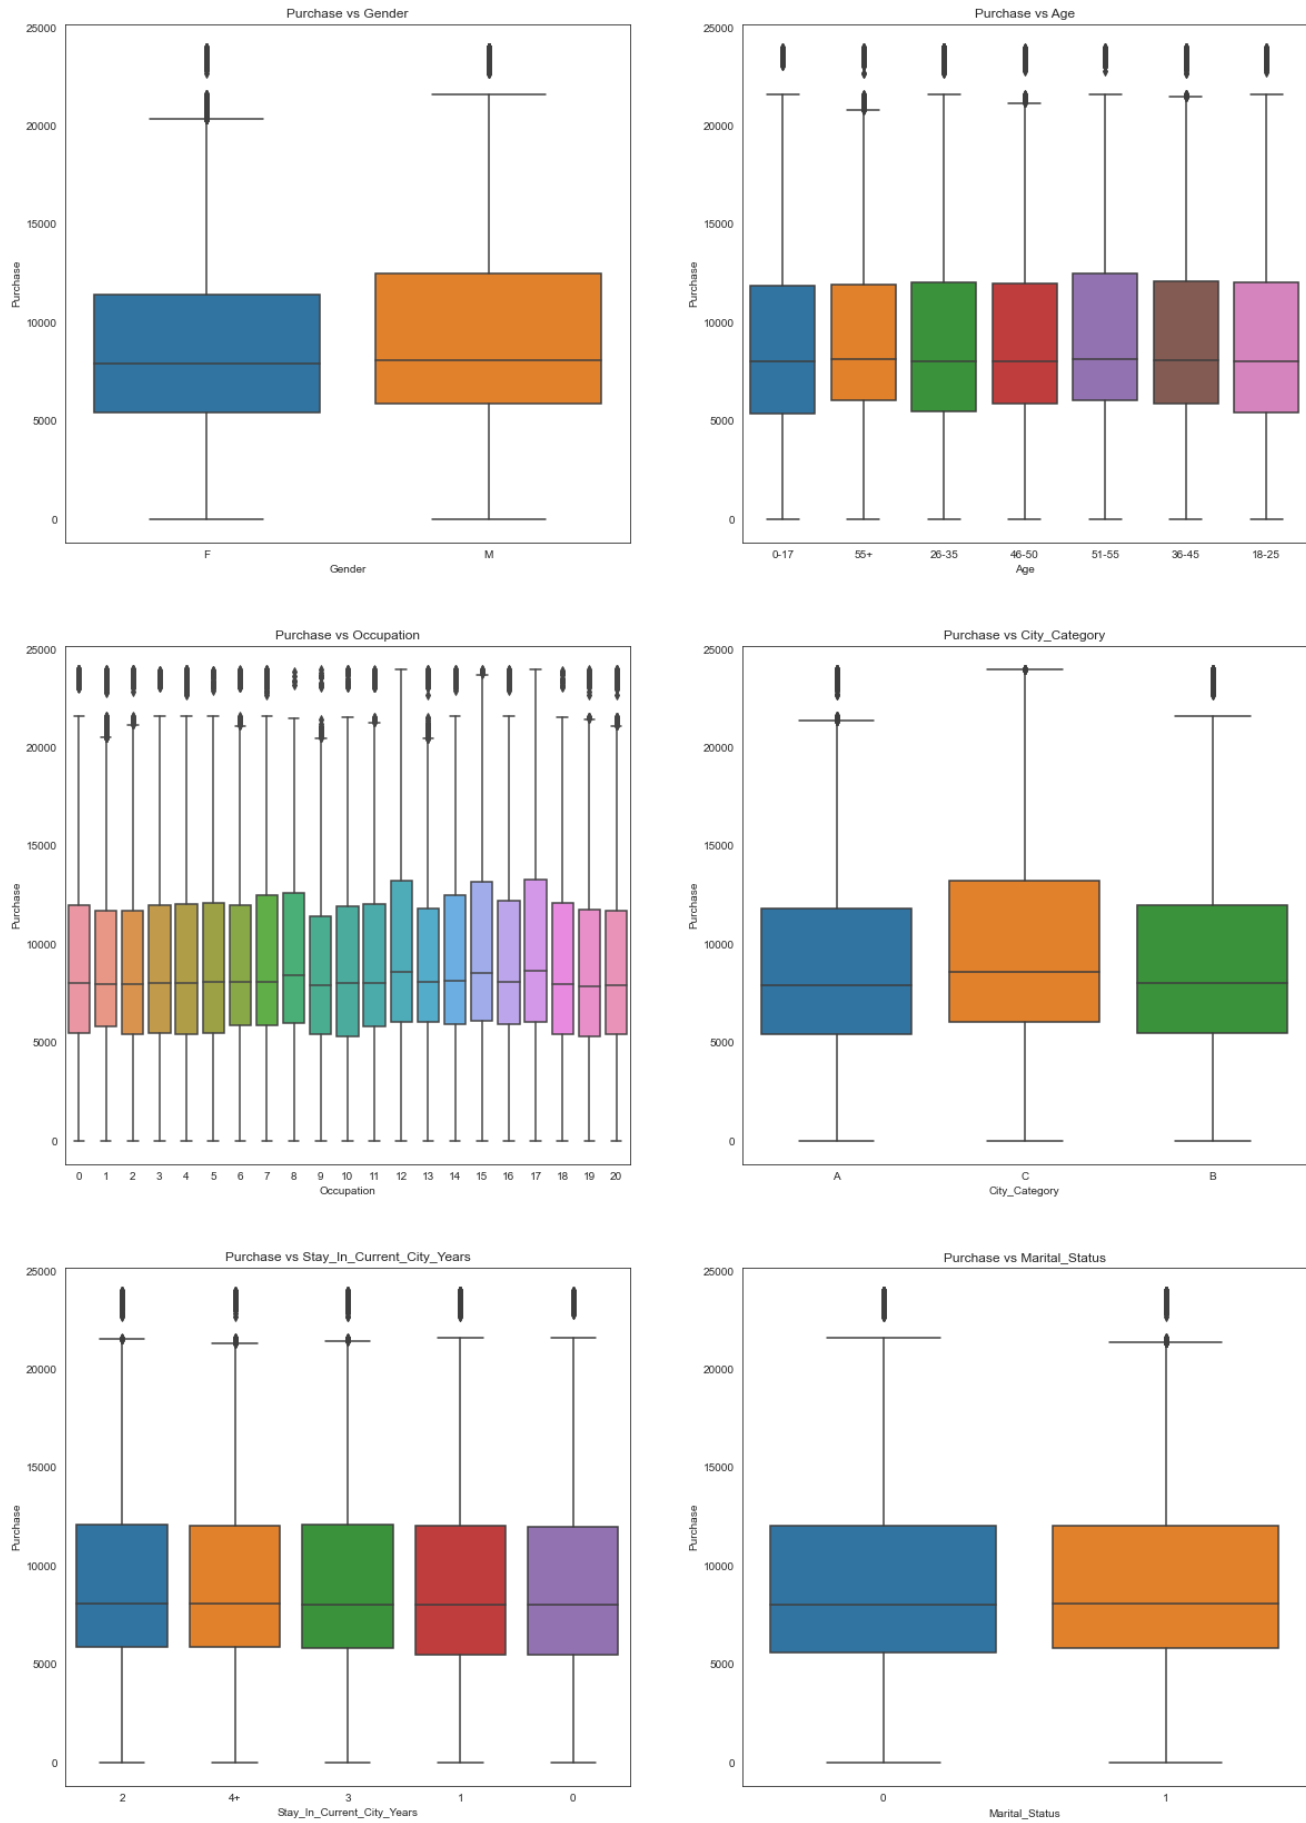 Purchase vs Gender
25000
20000
15000
10000
5000
0
Purchase
F M
Gender
Purchase vs Age
25000
20000
15000
10000
5000
0
Purchase
0-17 55+ 26-35 46-50 51-55 36-45 18-25
Age
Purchase vs Occupation
25000
20000
15000
10000
5000
0
Purchase
0 1 2 3 4 5 6 7 8 9 10 11 12 13 14 15 16 17 18 19 20
Occupation
Purchase vs City_Category
25000
20000
15000
10000
5000
0
Purchase
A C B
City_Category
Purchase vs Stay_In_Current_City_Years
25000
20000
15000
10000
5000
0
Purchase
2 4+ 3 1 0
Stay_In_Current_City_Years
Purchase vs Marital_Status
25000
20000
15000
10000
5000
0
Purchase
0 1
Marital_Status